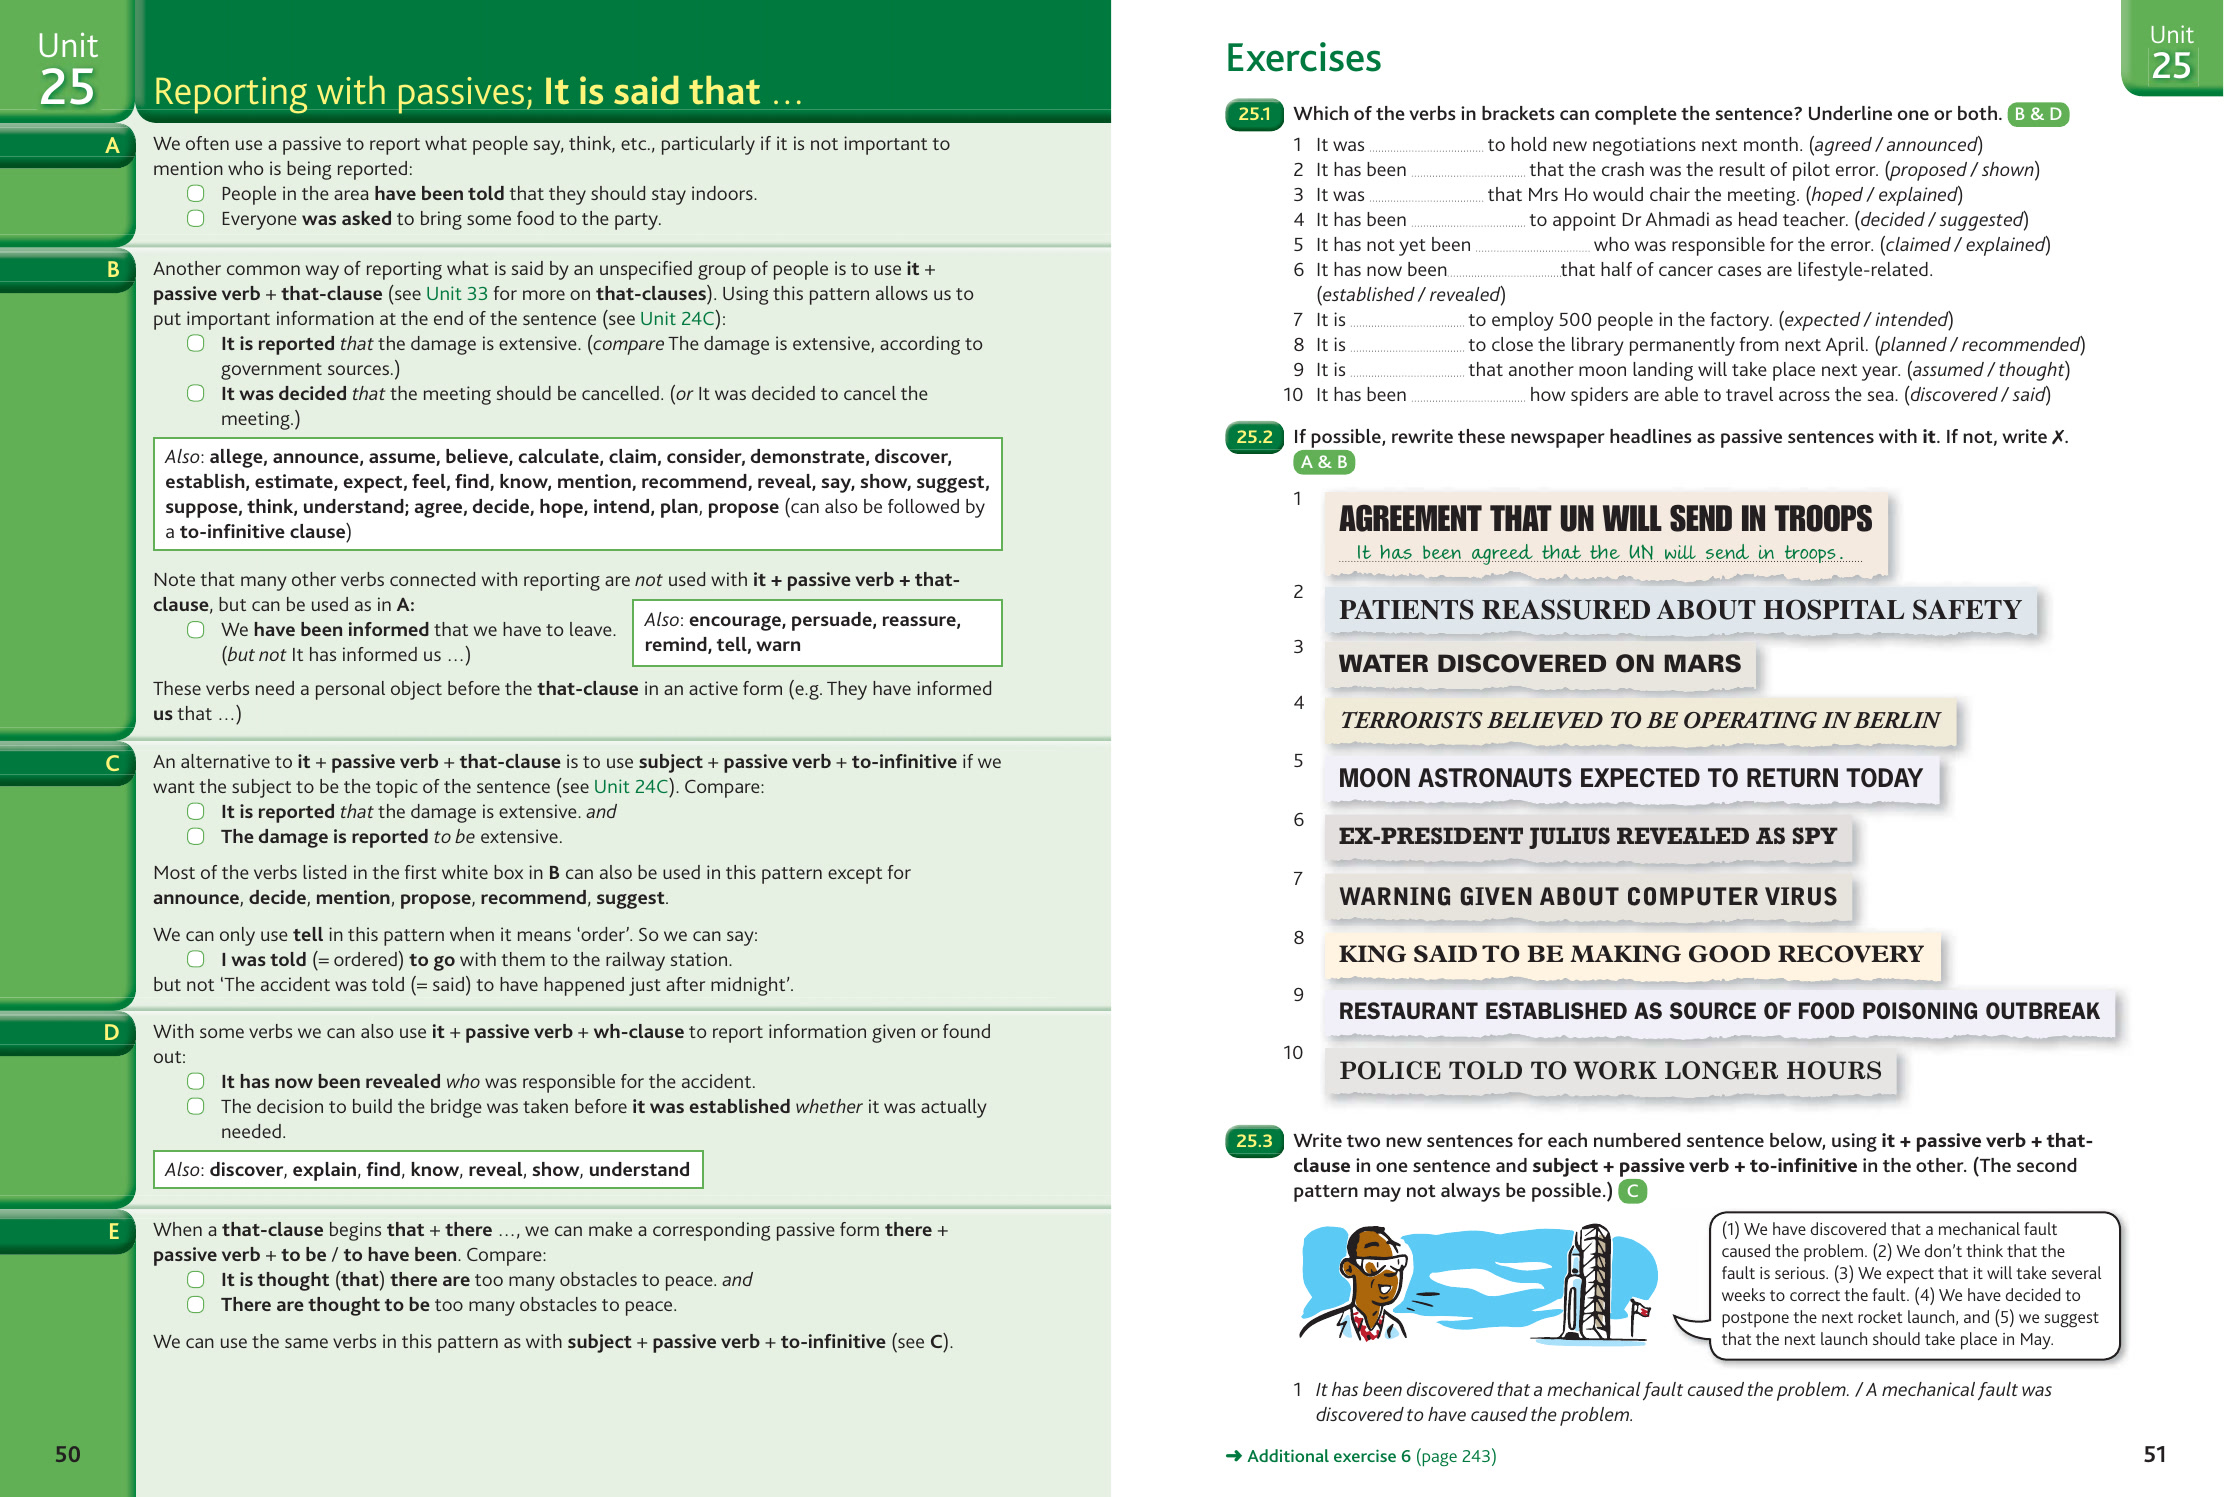 Unit
25
Reporting with passives; It is said that …
A
We often use a passive to report what people say, think, etc., particularly if it is not important to
mention who is being reported:
People in the area have been told that they should stay indoors.
Everyone was asked to bring some food to the party.
B
Another common way of reporting what is said by an unspecified group of people is to use it +
passive verb + that-clause (see Unit 33 for more on that-clauses). Using this pattern allows us to
put important information at the end of the sentence (see Unit 24C):
It is reported that the damage is extensive. (compare The damage is extensive, according to
government sources.)
It was decided that the meeting should be cancelled. (or It was decided to cancel the
meeting.)
Also: allege, announce, assume, believe, calculate, claim, consider, demonstrate, discover,
establish, estimate, expect, feel, find, know, mention, recommend, reveal, say, show, suggest,
suppose, think, understand; agree, decide, hope, intend, plan, propose (can also be followed by
a to-infinitive clause)
Note that many other verbs connected with reporting are not used with it + passive verb + that-
clause, but can be used as in A:
We have been informed that we have to leave.
(but not It has informed us …)
Also: encourage, persuade, reassure,
remind, tell, warn
These verbs need a personal object before the that-clause in an active form (e.g. They have informed
us that …)
C
An alternative to it + passive verb + that-clause is to use subject + passive verb + to-infinitive if we
want the subject to be the topic of the sentence (see Unit 24C). Compare:
It is reported that the damage is extensive. and
The damage is reported to be extensive.
Most of the verbs listed in the first white box in B can also be used in this pattern except for
announce, decide, mention, propose, recommend, suggest.
We can only use tell in this pattern when it means ‘order’. So we can say:
I was told (= ordered) to go with them to the railway station.
but not ‘The accident was told (= said) to have happened just after midnight’.
D
With some verbs we can also use it + passive verb + wh-clause to report information given or found
out:
It has now been revealed who was responsible for the accident.
The decision to build the bridge was taken before it was established whether it was actually
needed.
Also: discover, explain, find, know, reveal, show, understand
E
When a that-clause begins that + there …, we can make a corresponding passive form there +
passive verb + to be / to have been. Compare:
It is thought (that) there are too many obstacles to peace. and
There are thought to be too many obstacles to peace.
We can use the same verbs in this pattern as with subject + passive verb + to-infinitive (see C).
50
Exercises
Unit
25
25.1 Which of the verbs in brackets can complete the sentence? Underline one or both. B & D
1 It was ........ to hold new negotiations next month. (agreed / announced)
2 It has been ........ that the crash was the result of pilot error. (proposed / shown)
3 It was ........ that Mrs Ho would chair the meeting. (hoped / explained)
4 It has been ........ to appoint Dr Ahmadi as head teacher. (decided / suggested)
5 It has not yet been ........ who was responsible for the error. (claimed / explained)
6 It has now been ........ that half of cancer cases are lifestyle-related.
(established / revealed)
7 It is ........ to employ 500 people in the factory. (expected / intended)
8 It is ........ to close the library permanently from next April. (planned / recommended)
9 It is ........ that another moon landing will take place next year. (assumed / thought)
10 It has been ........ how spiders are able to travel across the sea. (discovered / said)
25.2 If possible, rewrite these newspaper headlines as passive sentences with it. If not, write ✗.
A & B
1 AGREEMENT THAT UN WILL SEND IN TROOPS
It has been agreed that the UN will send in troops.
2 PATIENTS REASSURED ABOUT HOSPITAL SAFETY
3 WATER DISCOVERED ON MARS
4 TERRORISTS BELIEVED TO BE OPERATING IN BERLIN
5 MOON ASTRONAUTS EXPECTED TO RETURN TODAY
6 EX-PRESIDENT JULIUS REVEALED AS SPY
7 WARNING GIVEN ABOUT COMPUTER VIRUS
8 KING SAID TO BE MAKING GOOD RECOVERY
9 RESTAURANT ESTABLISHED AS SOURCE OF FOOD POISONING OUTBREAK
10 POLICE TOLD TO WORK LONGER HOURS
25.3 Write two new sentences for each numbered sentence below, using it + passive verb + that-
clause in one sentence and subject + passive verb + to-infinitive in the other. (The second
pattern may not always be possible.) C
(1) We have discovered that a mechanical fault
caused the problem. (2) We don’t think that the
fault is serious. (3) We expect that it will take several
weeks to correct the fault. (4) We have decided to
postpone the next rocket launch, and (5) we suggest
that the next launch should take place in May.
1 It has been discovered that a mechanical fault caused the problem. / A mechanical fault was
discovered to have caused the problem.
➜ Additional exercise 6 (page 243)
51